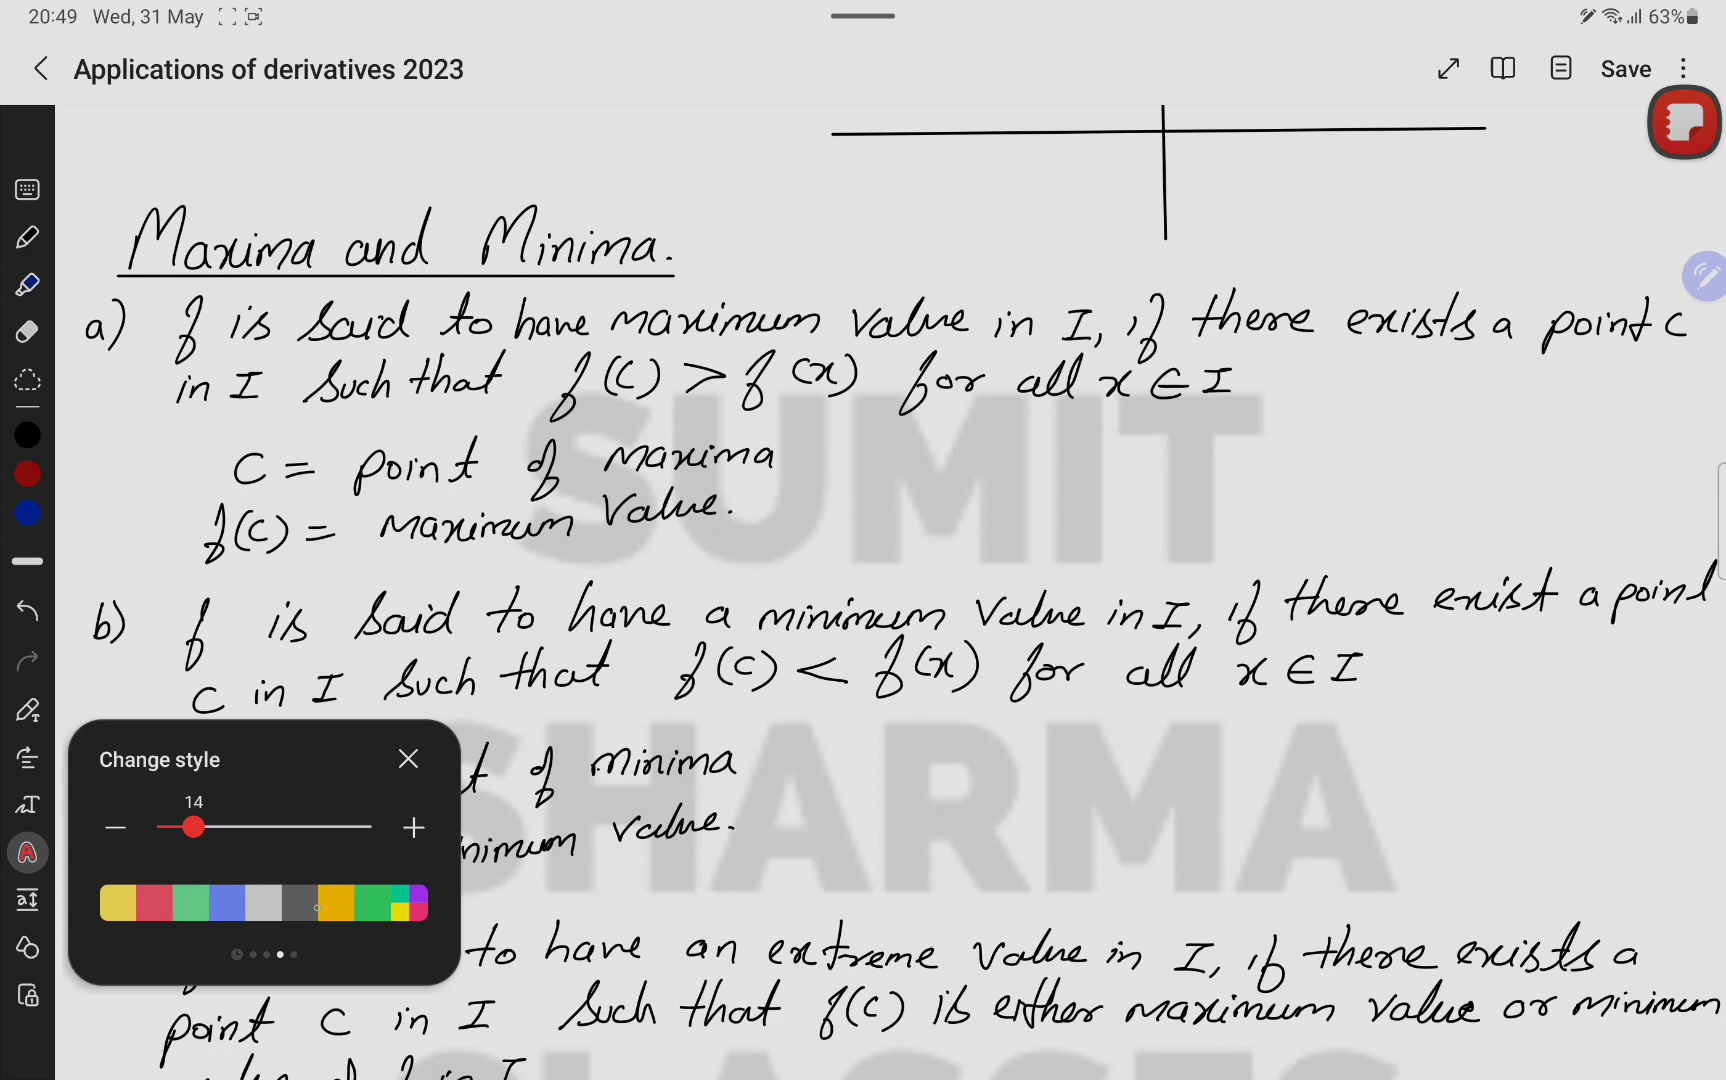 20:49 Wed, 31 May 63%
Applications of derivatives 2023 Save
Maxima and Minima.
a) f is said to have maximum value in I, if there exists a point c
in I such that f(c) > f(x) for all x ∈ I
C = point of maxima
f(c) = maximum value.
b) f is said to have a minimum value in I, if there exist a point
c in I such that f(c) < f(x) for all x ∈ I
Change style
14
t of minima
nimum value.
to have an extreme value in I, if there exists a
point c in I such that f(c) is either maximum value or minimum
SUMIT
SHARMA